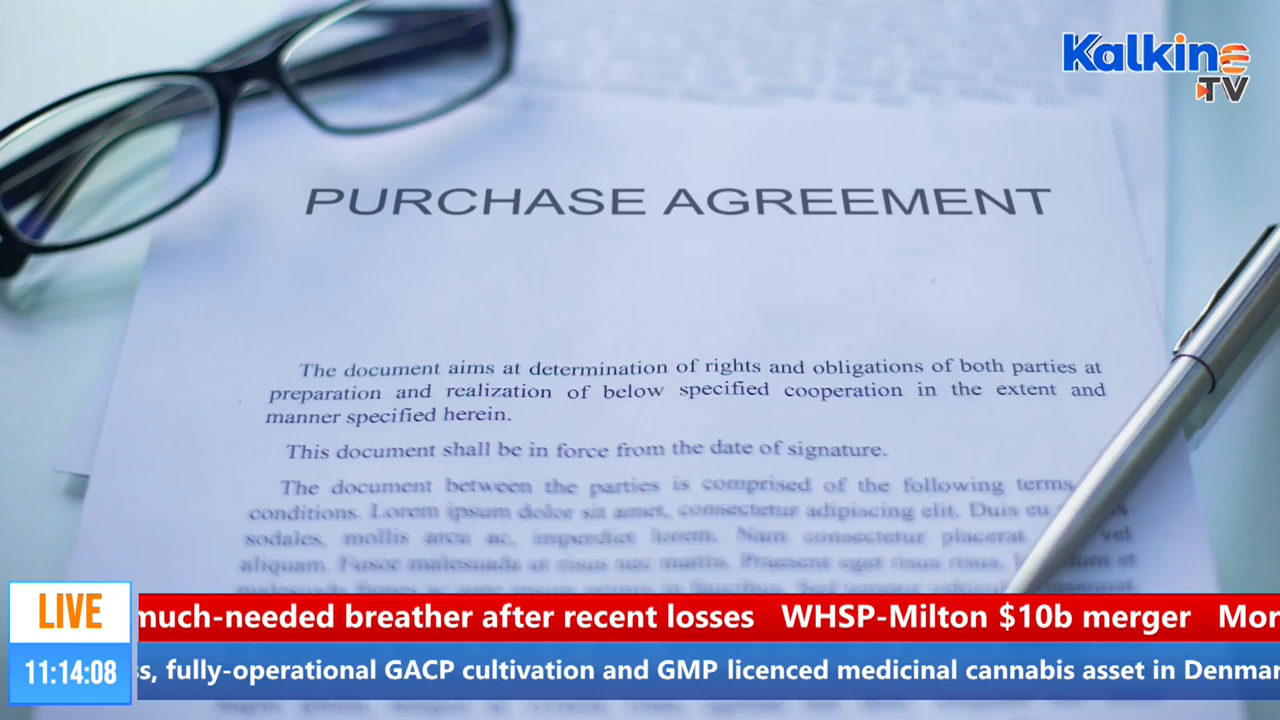 Kalkine
TV
PURCHASE AGREEMENT
The document aims at determination of rights and obligations of both parties at
preparation and realization of below specified cooperation in the extent and
manner specified herein.
This document shall be in force from the date of signature.
The document between the parties is comprised of the following terms
conditions. Lorem ipsum dolor sit amet, consectetur adipiscing elit. Duis eu
sodales, mollis arcu ac, imperdiet lorem. Nam consectetur placerat vel
aliquam. Fusce malesuada ut risus nec mattis. Praesent eget risus risus.
LIVE
much-needed breather after recent losses WHSP-Milton $10b merger Mor
11:14:08
s, fully-operational GACP cultivation and GMP licenced medicinal cannabis asset in Denmar